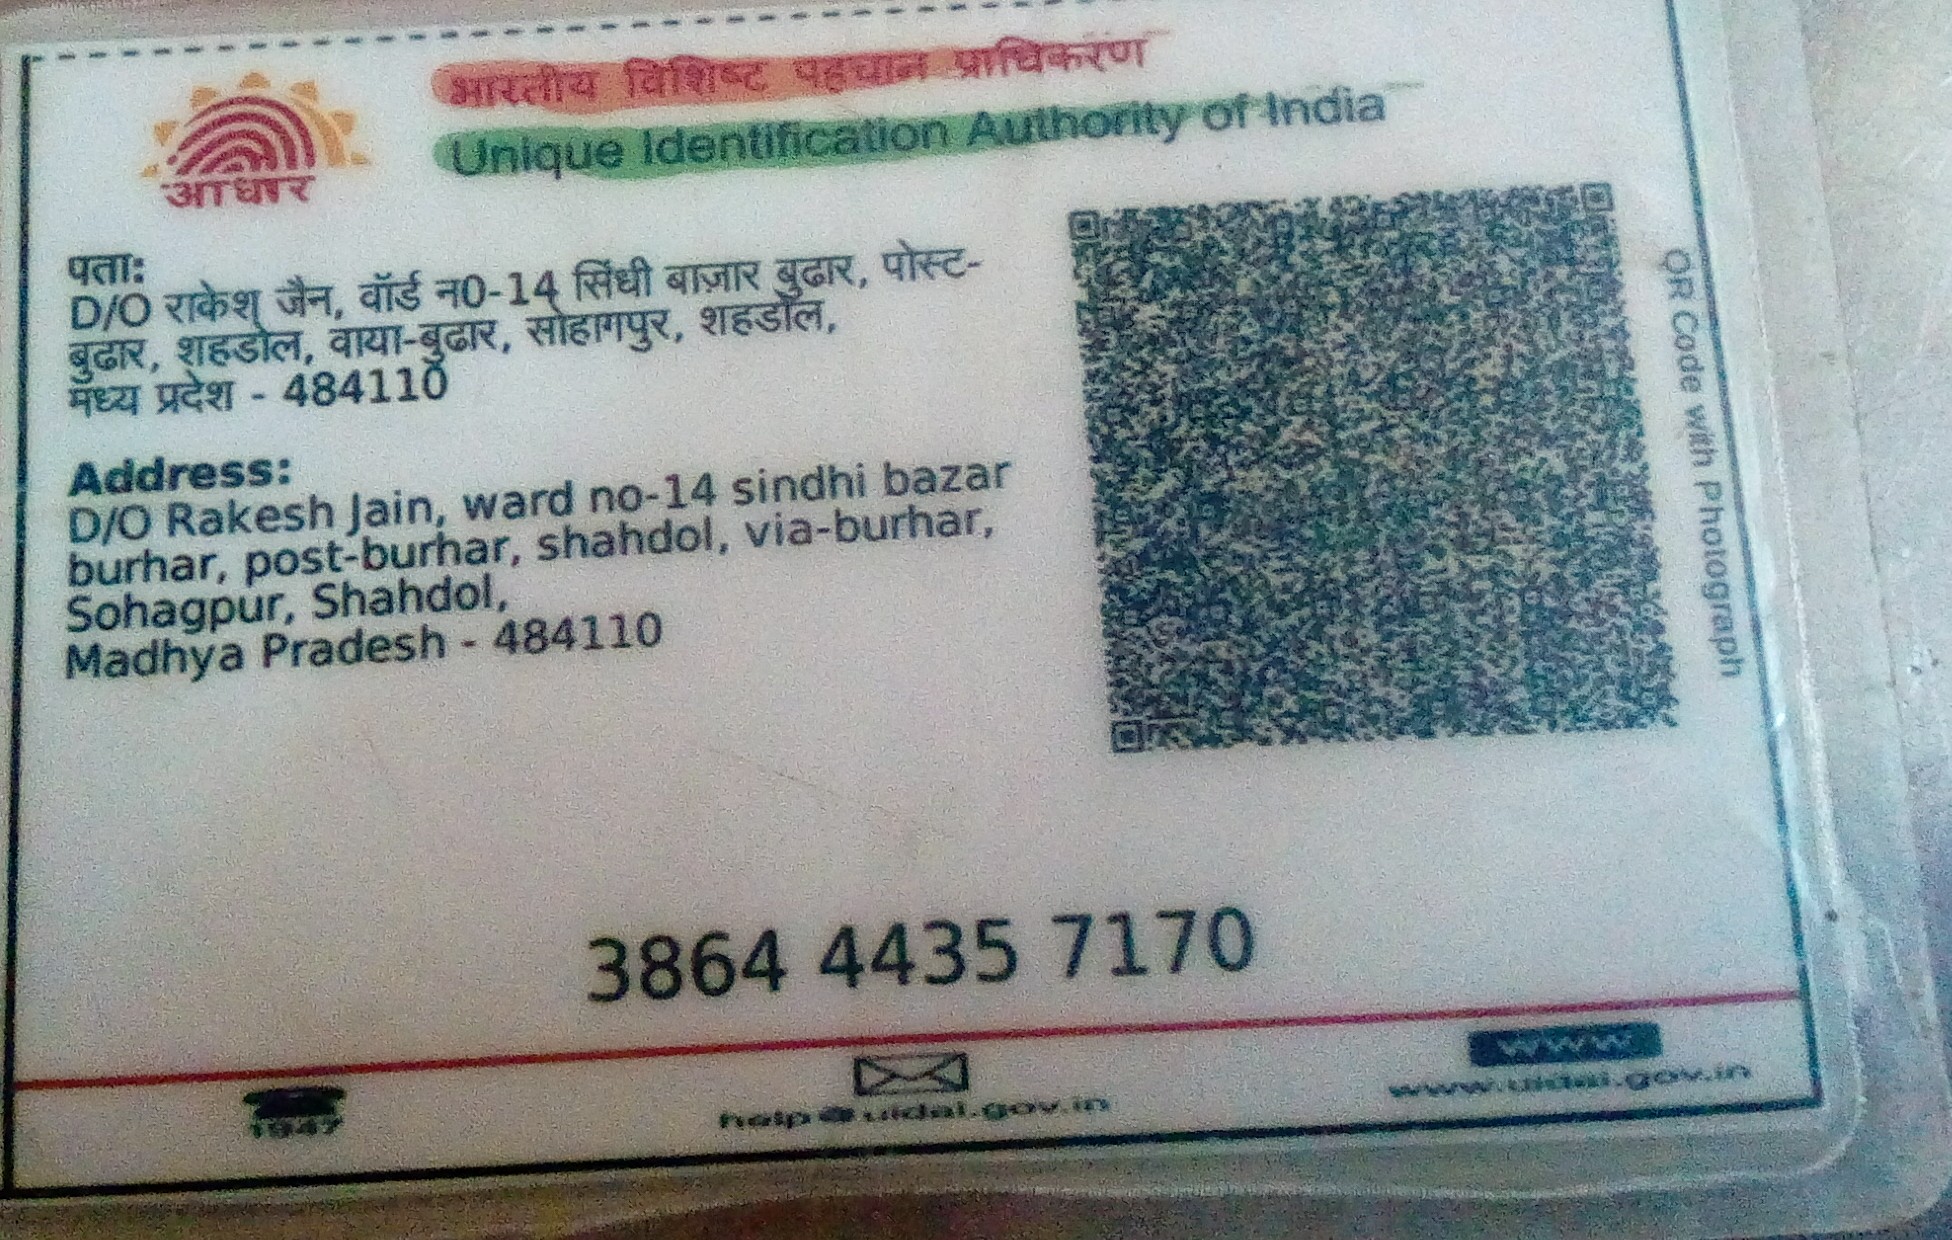 भारतीय विशिष्ट पहचान प्राधिकरण
Unique Identification Authority of India
आधार
पता:
D/O राकेश जैन, वॉर्ड न0-14 सिंधी बाज़ार बुढार, पोस्ट-
बुढार, शहडोल, वाया-बुढार, सोहागपुर, शहडोल,
मध्य प्रदेश - 484110
Address:
D/O Rakesh Jain, ward no-14 sindhi bazar
burhar, post-burhar, shahdol, via-burhar,
Sohagpur, Shahdol,
Madhya Pradesh - 484110
QR Code with Photograph
3864 4435 7170
1947
help@uidai.gov.in
www
www.uidai.gov.in